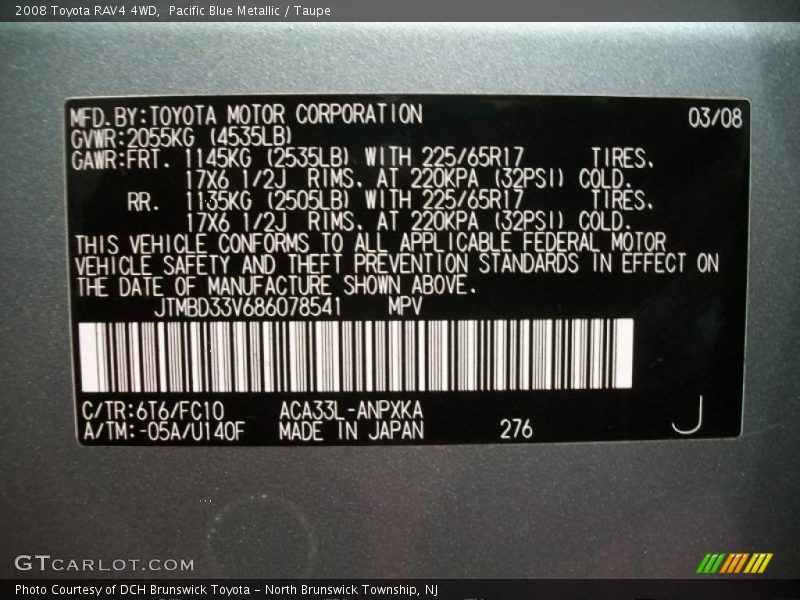 2008 Toyota RAV4 4WD,  Pacific Blue Metallic / Taupe
MFD.BY:TOYOTA MOTOR CORPORATION 03/08
GVWR:2055KG (4535LB)
GAWR:FRT. 1145KG (2535LB) WITH 225/65R17 TIRES,
17X6 1/2J RIMS, AT 220KPA (32PSI) COLD.
RR. 1135KG (2505LB) WITH 225/65R17 TIRES,
17X6 1/2J RIMS, AT 220KPA (32PSI) COLD.
THIS VEHICLE CONFORMS TO ALL APPLICABLE FEDERAL MOTOR
VEHICLE SAFETY AND THEFT PREVENTION STANDARDS IN EFFECT ON
THE DATE OF MANUFACTURE SHOWN ABOVE.
JTMBD33V686078541 MPV
C/TR:6T6/FC10 ACA33L-ANPXKA
A/TM:-05A/U140F MADE IN JAPAN 276 J
GTCARLOT.COM
Photo Courtesy of DCH Brunswick Toyota – North Brunswick Township, NJ